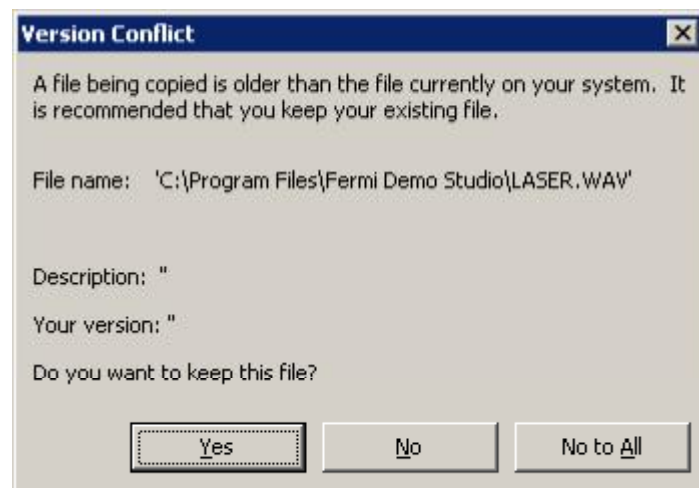 Version Conflict
A file being copied is older than the file currently on your system.  It
is recommended that you keep your existing file.
File name:   'C:\Program Files\Fermi Demo Studio\LASER.WAV'
Description:  "
Your version: "
Do you want to keep this file?
Yes No No to All